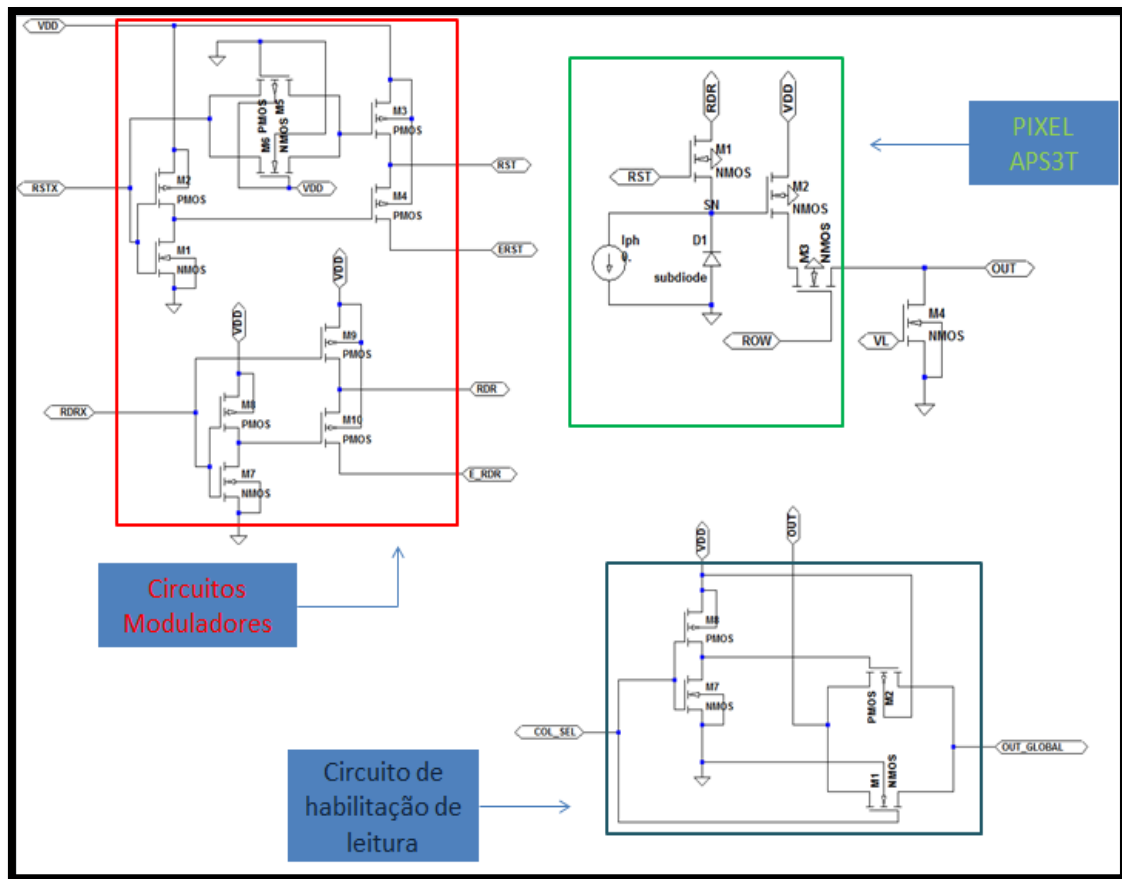 VDD
M5
PMOS
M6
NMOS
M3
PMOS
RSTX
M2
PMOS
VDD
RST
M4
PMOS
M1
NMOS
ERST
VDD
VDD
M9
PMOS
RDRX
M8
PMOS
RDR
M10
PMOS
M7
NMOS
E_RDR
Circuitos
Moduladores
RDR
VDD
M1
NMOS
RST
SN
M2
NMOS
Iph
D1
subdiode
M3
NMOS
OUT
ROW
VL
M4
NMOS
PIXEL
APS3T
VDD
OUT
M8
PMOS
M7
NMOS
PMOS
M2
COL_SEL
M1
NMOS
OUT_GLOBAL
Circuito de
habilitação de
leitura